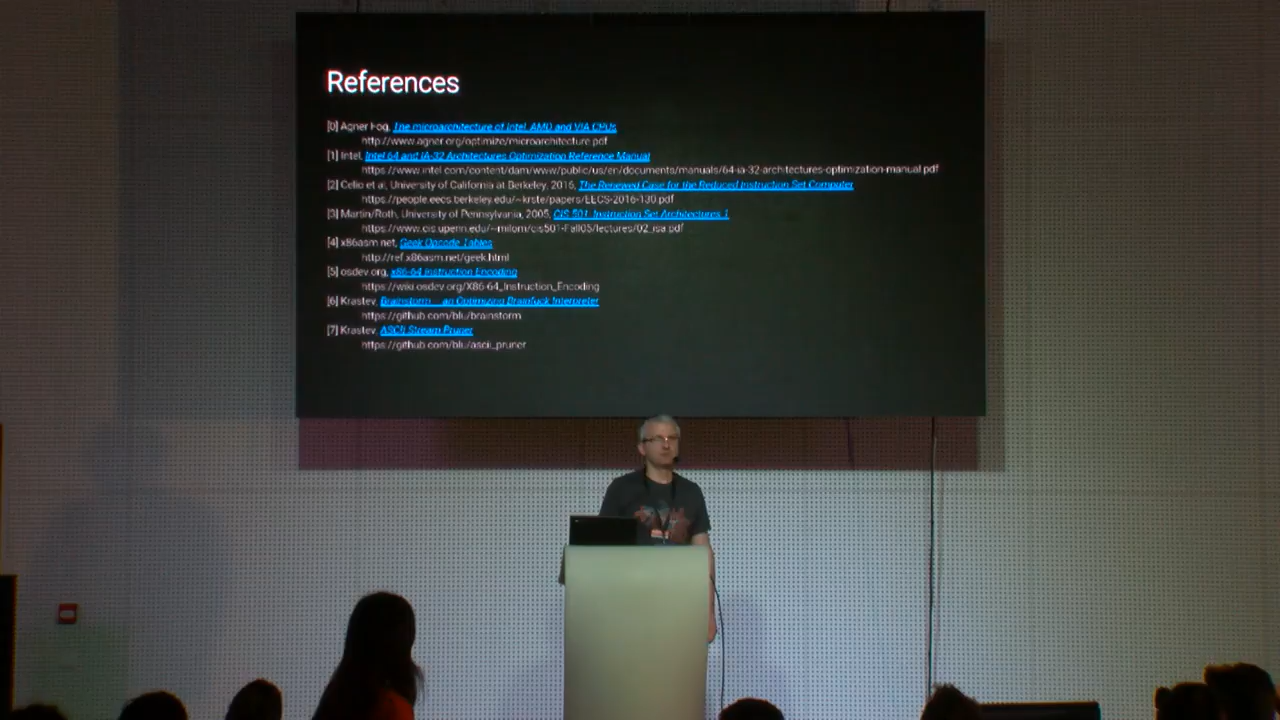 References
[0] Agner Fog, The microarchitecture of Intel, AMD and VIA CPUs
http://www.agner.org/optimize/microarchitecture.pdf
[1] Intel, Intel 64 and IA-32 Architectures Optimization Reference Manual
https://www.intel.com/content/dam/www/public/us/en/documents/manuals/64-ia-32-architectures-optimization-manual.pdf
[2] Celio et al, University of California at Berkeley, 2016, The Renewed Case for the Reduced Instruction Set Computer
https://people.eecs.berkeley.edu/~krste/papers/EECS-2016-130.pdf
[3] Martin/Roth, University of Pennsylvania, 2005, CIS 501: Instruction Set Architectures 1
https://www.cis.upenn.edu/~milom/cis501-Fall05/lectures/02_isa.pdf
[4] x86asm.net, Geek Opcode Tables
http://ref.x86asm.net/geek.html
[5] osdev.org, x86-64 Instruction Encoding
https://wiki.osdev.org/X86-64_Instruction_Encoding
[6] Krastev, Brainstorm – an Optimizing Brainfuck Interpreter
https://github.com/blu/brainstorm
[7] Krastev, ASCII Stream Pruner
https://github.com/blu/ascii_pruner